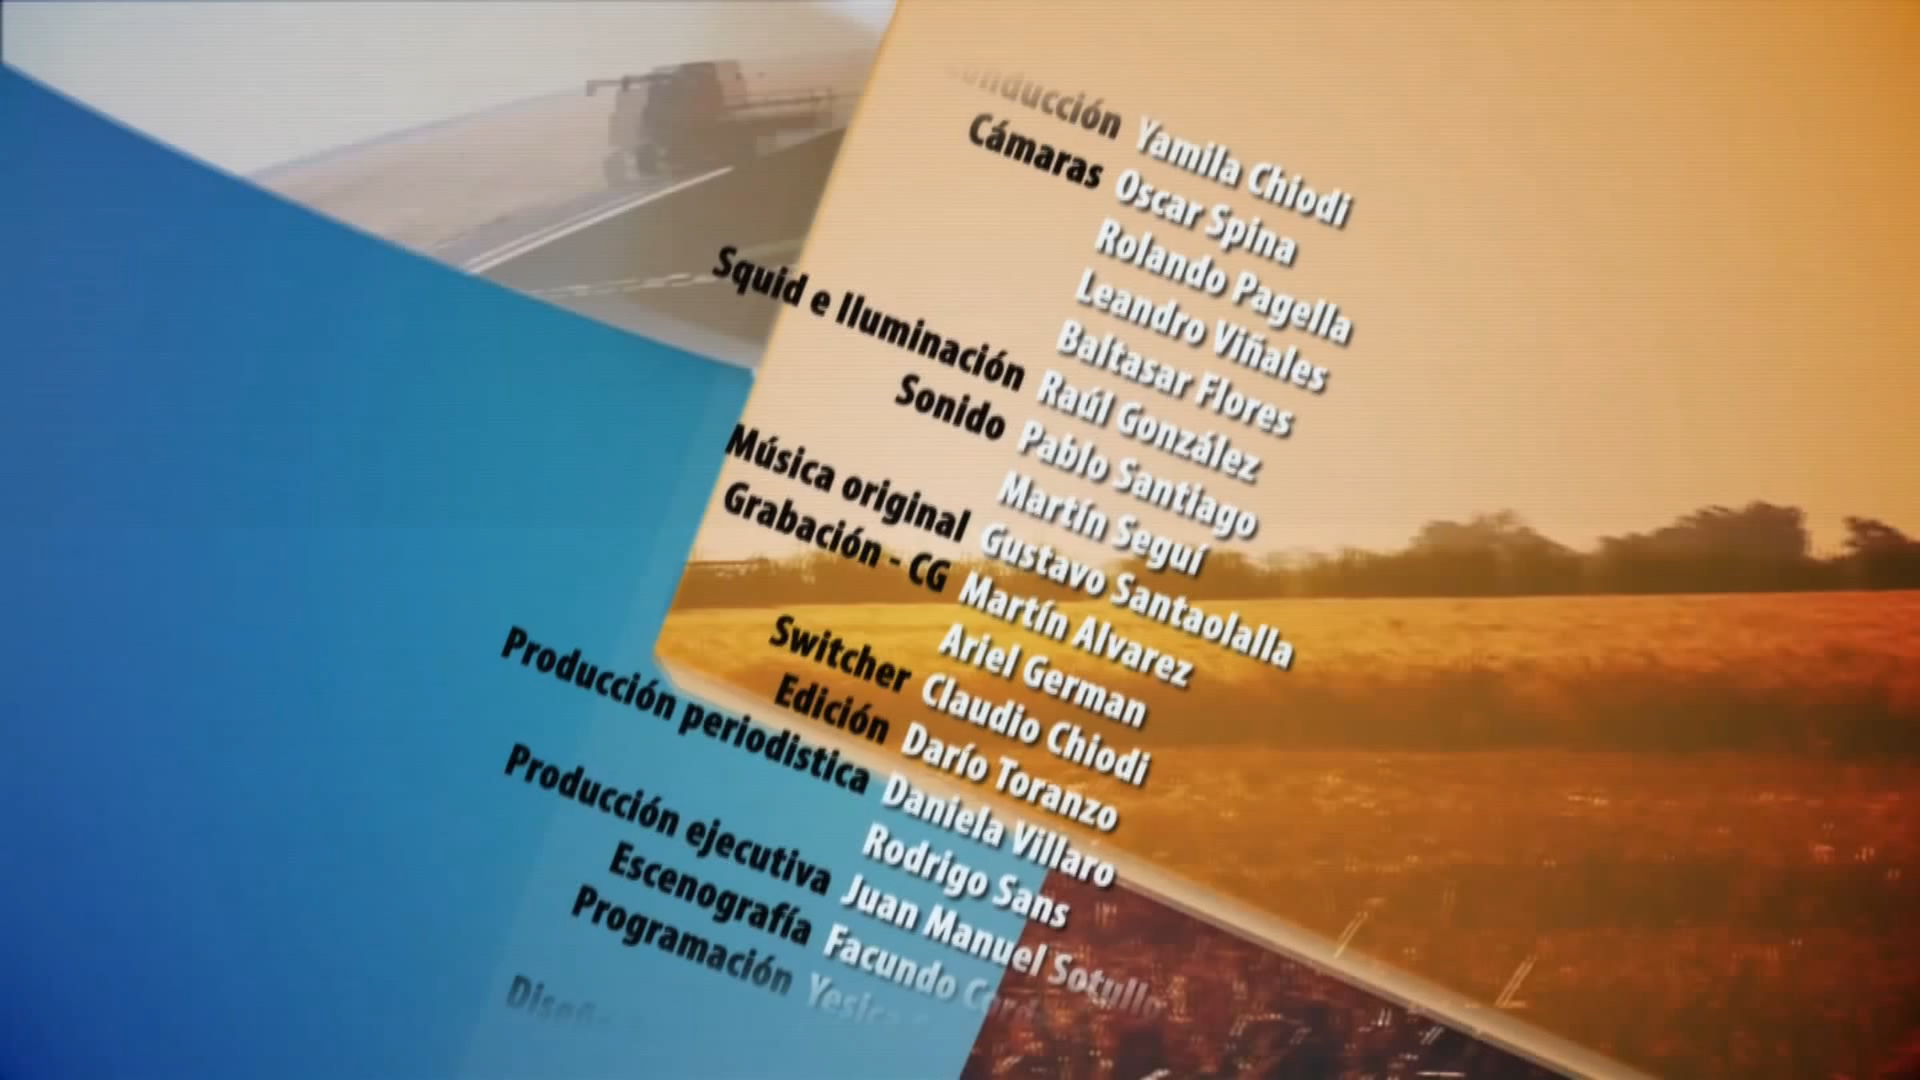 Conducción Yamila Chiodi
Cámaras Oscar Spina
Rolando Pagella
Leandro Viñales
Baltasar Flores
Squid e Iluminación Raúl González
Sonido Pablo Santiago
Martín Seguí
Música original Gustavo Santaolalla
Grabación - CG Martín Alvarez
Ariel German
Switcher Claudio Chiodi
Edición Darío Toranzo
Producción periodistica Daniela Villaro
Rodrigo Sans
Producción ejecutiva Juan Manuel Sotullo
Escenografía Facundo
Programación Yesica